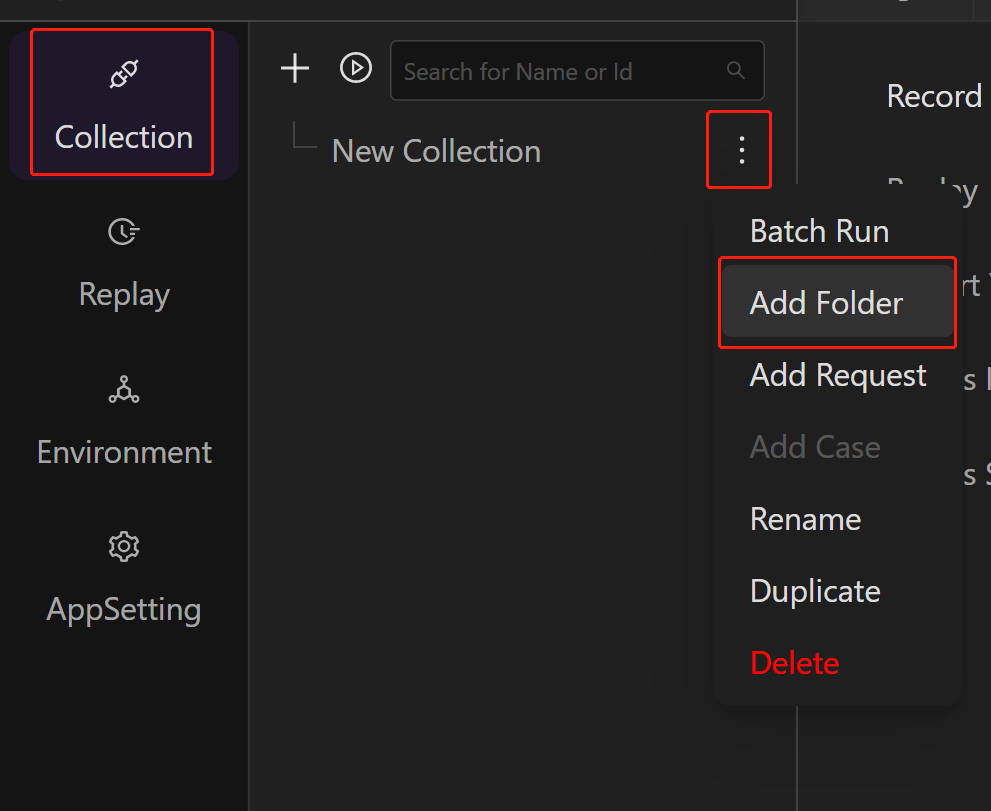 Collection
Replay
Environment
AppSetting
Search for Name or Id
New Collection
Batch Run
Add Folder
Add Request
Add Case
Rename
Duplicate
Delete
Record